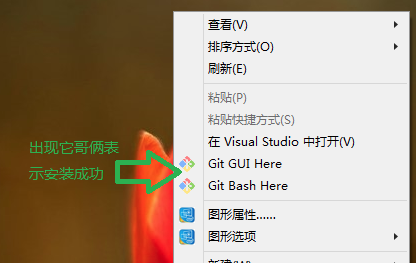 查看(V)
排序方式(O)
刷新(E)
粘贴(P)
粘贴快捷方式(S)
在 Visual Studio 中打开(V)
Git GUI Here
Git Bash Here
图形属性......
图形选项
新建(W)
出现它哥俩表
示安装成功